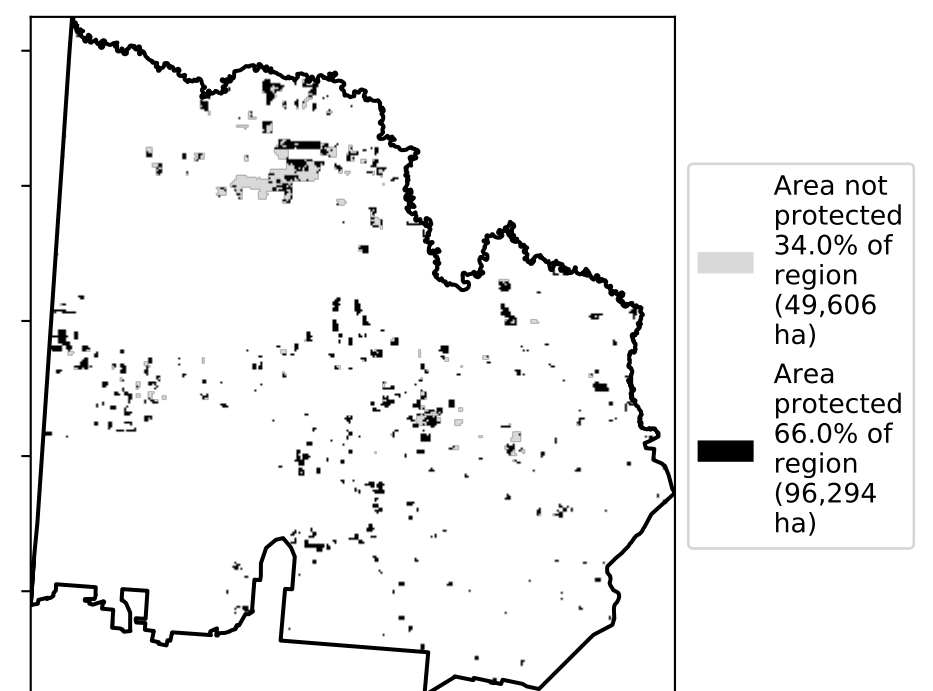 Area not
protected
34.0% of
region
(49,606
ha)
Area
protected
66.0% of
region
(96,294
ha)